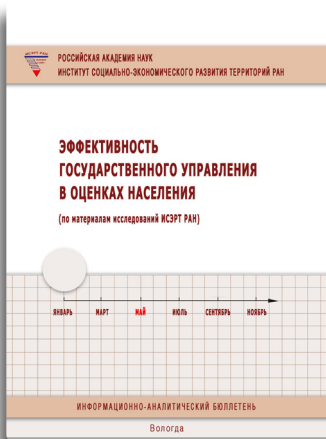 РОССИЙСКАЯ АКАДЕМИЯ НАУК
ИНСТИТУТ СОЦИАЛЬНО-ЭКОНОМИЧЕСКОГО РАЗВИТИЯ ТЕРРИТОРИЙ РАН
ЭФФЕКТИВНОСТЬ
ГОСУДАРСТВЕННОГО УПРАВЛЕНИЯ
В ОЦЕНКАХ НАСЕЛЕНИЯ
(по материалам исследований ИСЭРТ РАН)
ЯНВАРЬ МАРТ МАЙ ИЮЛЬ СЕНТЯБРЬ НОЯБРЬ
ИНФОРМАЦИОННО-АНАЛИТИЧЕСКИЙ БЮЛЛЕТЕНЬ
Вологда